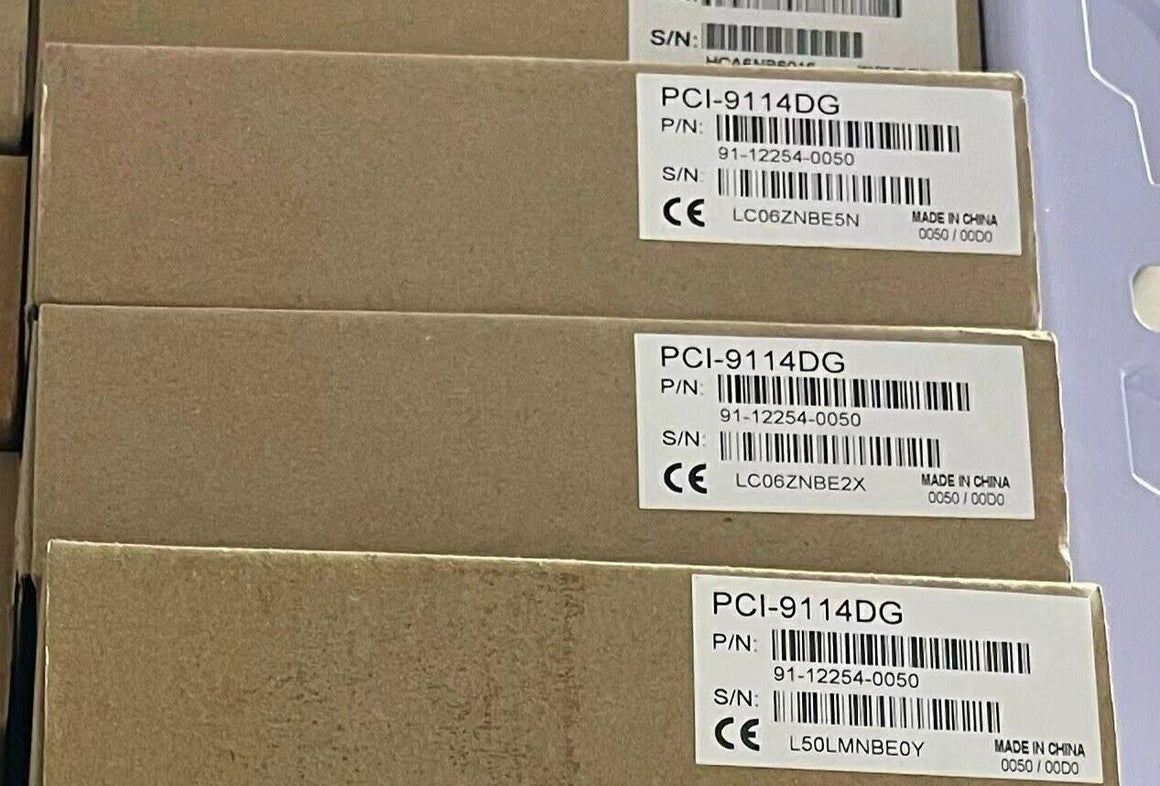 S/N:
PCI-9114DG
P/N:
91-12254-0050
S/N:
CE LC06ZNBE5N MADE IN CHINA
0050 / 00D0
PCI-9114DG
P/N:
91-12254-0050
S/N:
CE LC06ZNBE2X MADE IN CHINA
0050 / 00D0
PCI-9114DG
P/N:
91-12254-0050
S/N:
CE L50LMNBE0Y MADE IN CHINA
0050 / 00D0